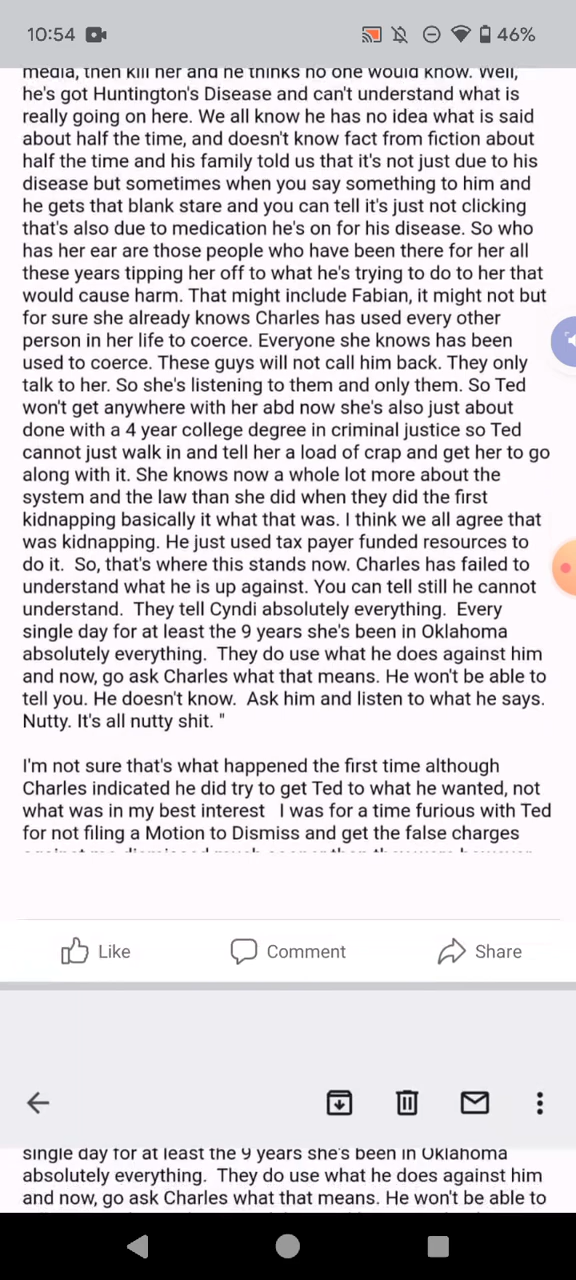 10:54
46%
media, then kill her and he thinks no one would know. Well,
he's got Huntington's Disease and can't understand what is
really going on here. We all know he has no idea what is said
about half the time, and doesn't know fact from fiction about
half the time and his family told us that it's not just due to his
disease but sometimes when you say something to him and
he gets that blank stare and you can tell it's just not clicking
that's also due to medication he's on for his disease. So who
has her ear are those people who have been there for her all
these years tipping her off to what he's trying to do to her that
would cause harm. That might include Fabian, it might not but
for sure she already knows Charles has used every other
person in her life to coerce. Everyone she knows has been
used to coerce. These guys will not call him back. They only
talk to her. So she's listening to them and only them. So Ted
won't get anywhere with her abd now she's also just about
done with a 4 year college degree in criminal justice so Ted
cannot just walk in and tell her a load of crap and get her to go
along with it. She knows now a whole lot more about the
system and the law than she did when they did the first
kidnapping basically it what that was. I think we all agree that
was kidnapping. He just used tax payer funded resources to
do it.  So, that's where this stands now. Charles has failed to
understand what he is up against. You can tell still he cannot
understand.  They tell Cyndi absolutely everything.  Every
single day for at least the 9 years she's been in Oklahoma
absolutely everything.  They do use what he does against him
and now, go ask Charles what that means. He won't be able to
tell you. He doesn't know.  Ask him and listen to what he says.
Nutty. It's all nutty shit. "
I'm not sure that's what happened the first time although
Charles indicated he did try to get Ted to what he wanted, not
what was in my best interest   I was for a time furious with Ted
for not filing a Motion to Dismiss and get the false charges
Like
Comment
Share
single day for at least the 9 years she's been in Oklahoma
absolutely everything.  They do use what he does against him
and now, go ask Charles what that means. He won't be able to